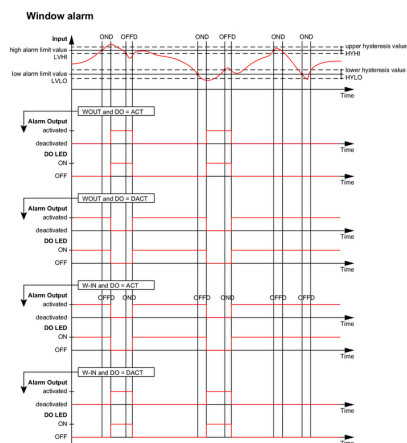 Window alarm
Input
OND OFFD OND OFFD OND OND
high alarm limit value
LVHI
upper hysteresis value
HYHI
low alarm limit value
LVLO
lower hysteresis value
HYLO
Time
WOUT and DO = ACT
Alarm Output
activated
deactivated
Time
DO LED
ON
OFF
Time
WOUT and DO = DACT
Alarm Output
activated
deactivated
Time
DO LED
ON
OFF
Time
W-IN and DO = ACT
Alarm Output
OFFD OND OFFD OND OFFD OFFD
activated
deactivated
Time
DO LED
ON
OFF
Time
W-IN and DO = DACT
Alarm Output
activated
deactivated
Time
DO LED
ON
OFF
Time